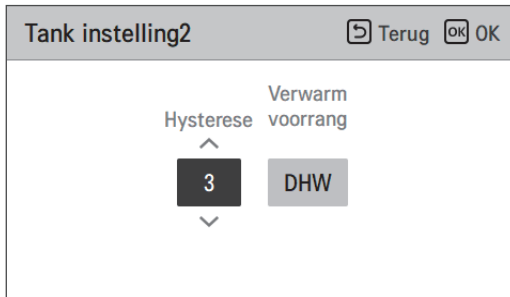 Tank instelling2
Terug OK OK
Verwarm
Hysterese voorrang
3 DHW